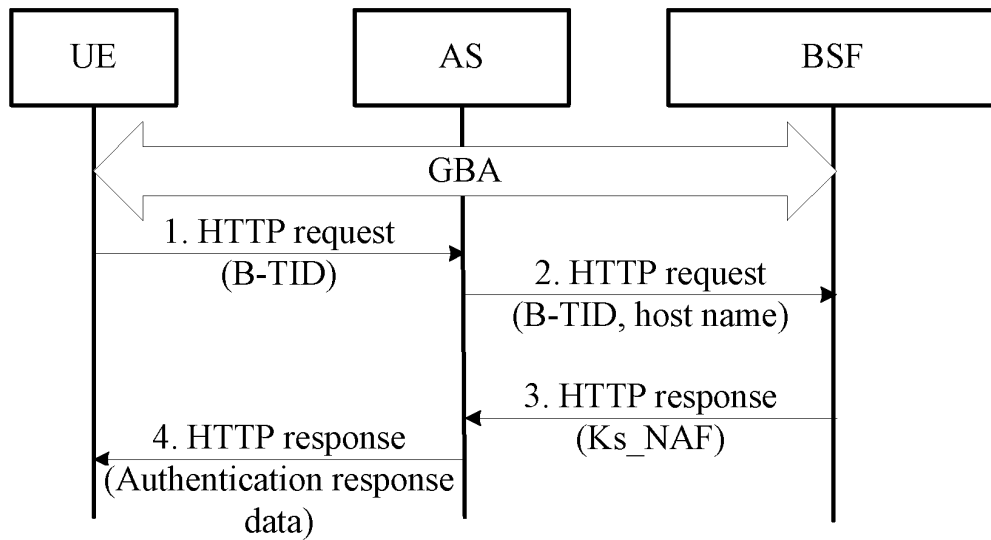 UE
AS
BSF
GBA
1. HTTP request
(B-TID)
2. HTTP request
(B-TID, host name)
3. HTTP response
(Ks_NAF)
4. HTTP response
(Authentication response
data)